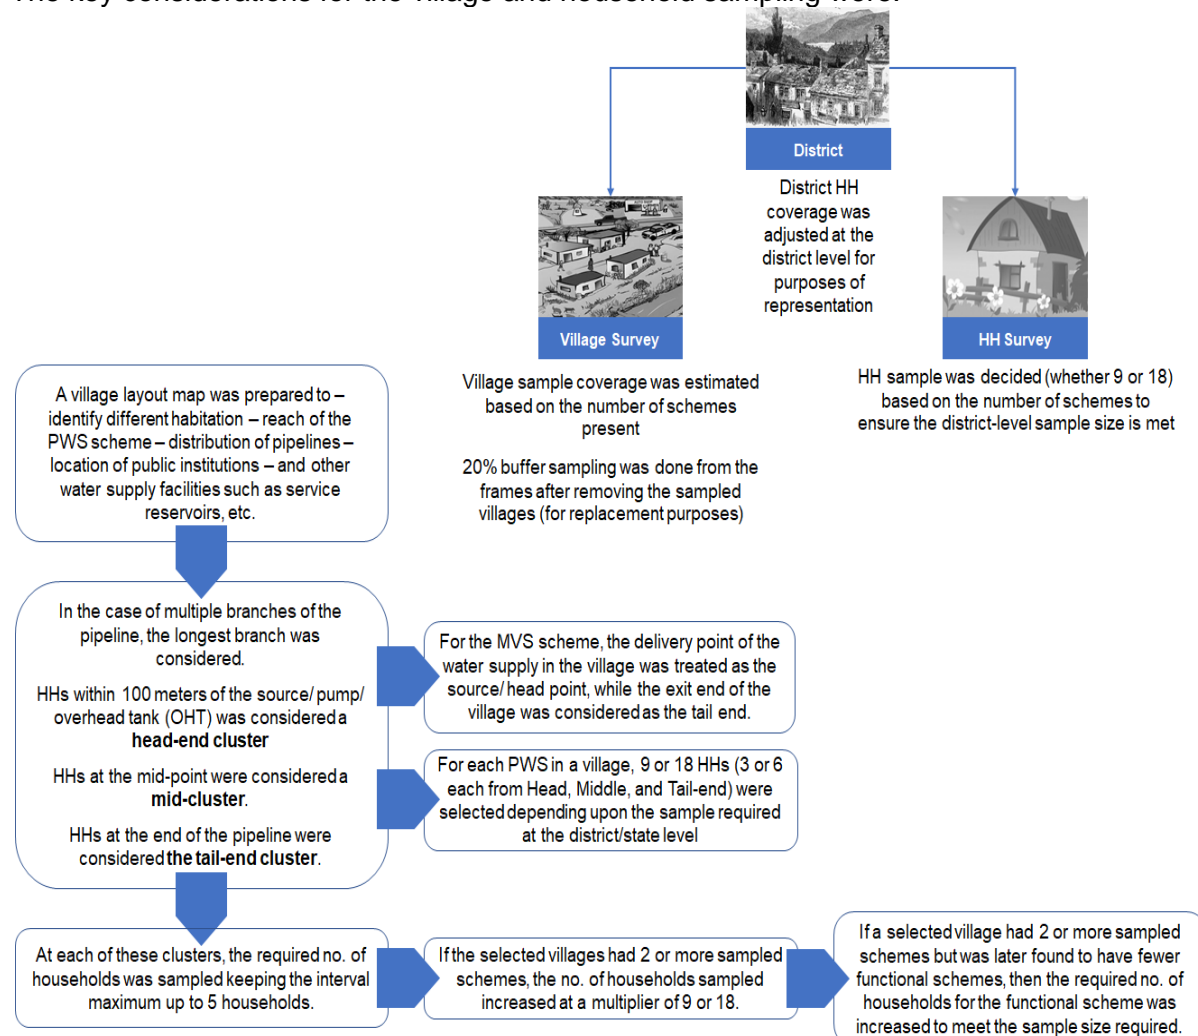 The key considerations for the village and household sampling were:
District
District HH
coverage was
adjusted at the
district level for
purposes of
representation
Village Survey
Village sample coverage was estimated
based on the number of schemes
present
20% buffer sampling was done from the
frames after removing the sampled
villages (for replacement purposes)
HH Survey
HH sample was decided (whether 9 or 18)
based on the number of schemes to
ensure the district-level sample size is met
A village layout map was prepared to –
identify different habitation – reach of the
PWS scheme – distribution of pipelines –
location of public institutions – and other
water supply facilities such as service
reservoirs, etc.
In the case of multiple branches of the
pipeline, the longest branch was
considered.
HHs within 100 meters of the source/ pump/
overhead tank (OHT) was considered a
head-end cluster
HHs at the mid-point were considered a
mid-cluster.
HHs at the end of the pipeline were
considered the tail-end cluster.
For the MVS scheme, the delivery point of the
water supply in the village was treated as the
source/ head point, while the exit end of the
village was considered as the tail end.
For each PWS in a village, 9 or 18 HHs (3 or 6
each from Head, Middle, and Tail-end) were
selected depending upon the sample required
at the district/state level
At each of these clusters, the required no. of
households was sampled keeping the interval
maximum up to 5 households.
If the selected villages had 2 or more sampled
schemes, the no. of households sampled
increased at a multiplier of 9 or 18.
If a selected village had 2 or more sampled
schemes but was later found to have fewer
functional schemes, then the required no. of
households for the functional scheme was
increased to meet the sample size required.